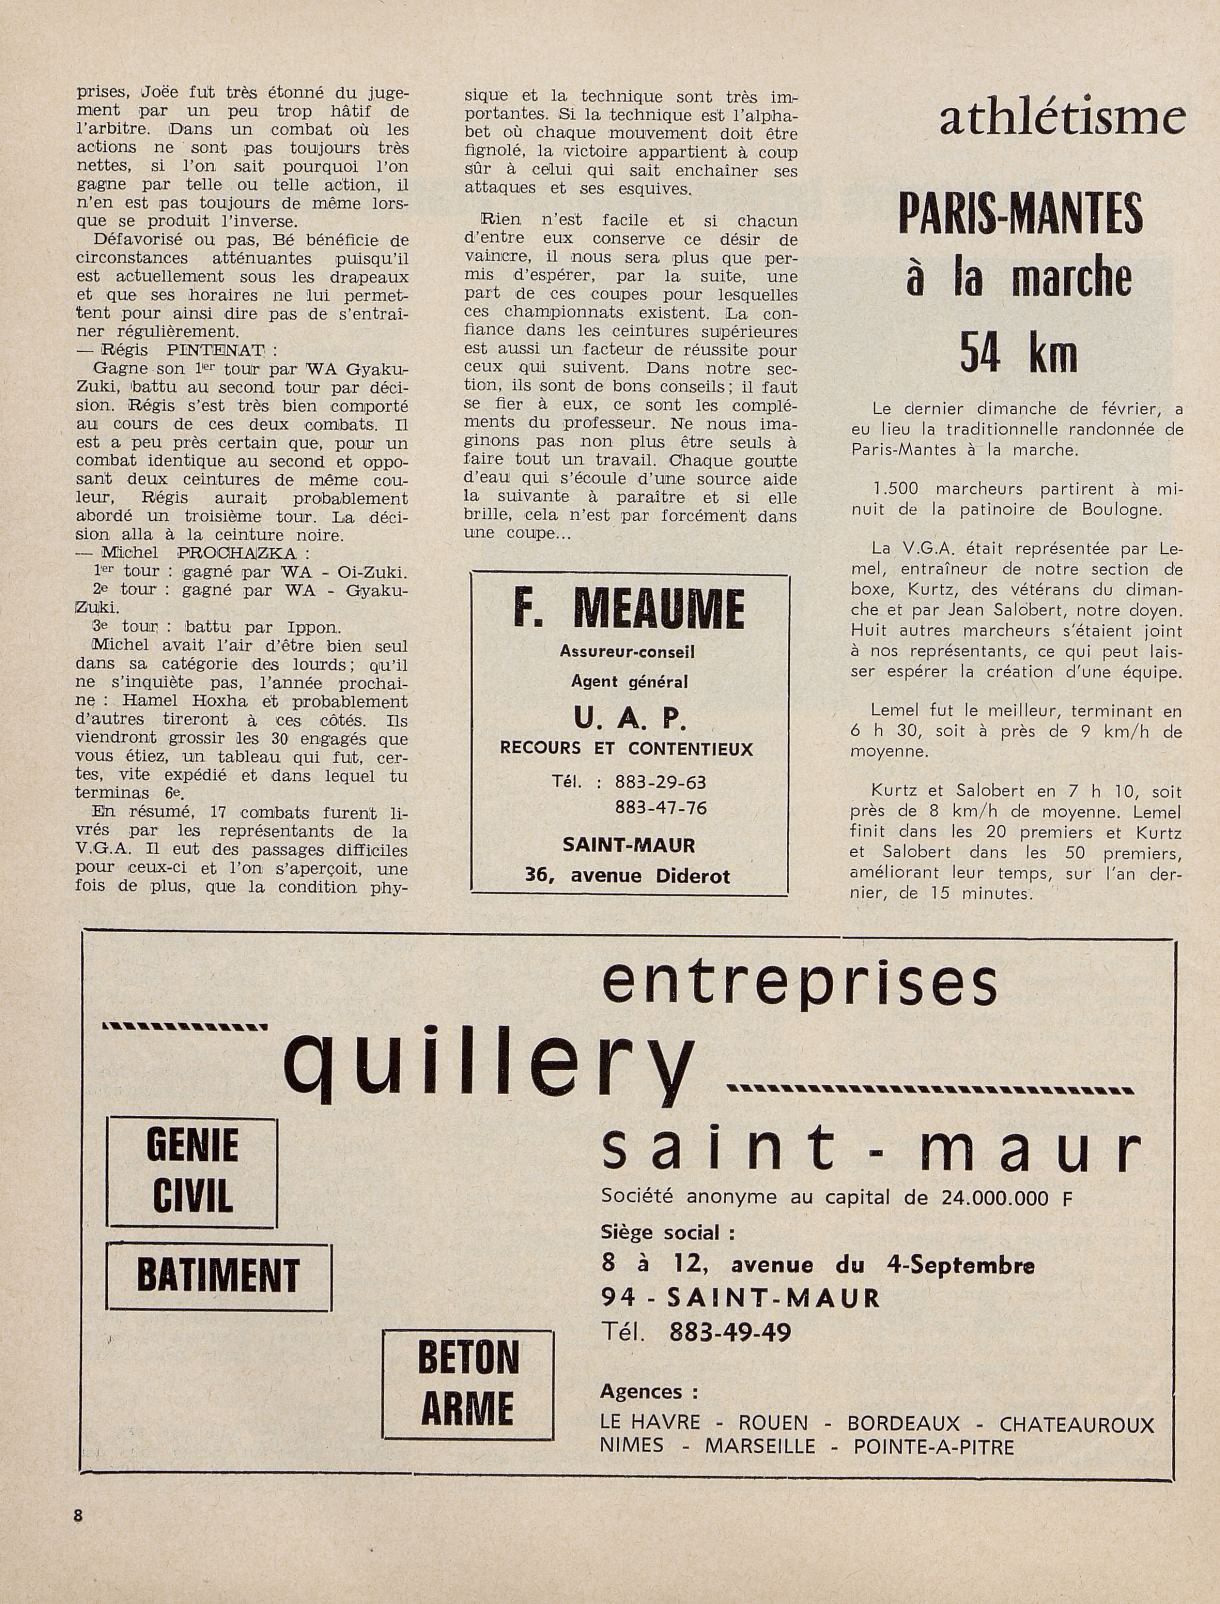 prises, Joëe fut très étonné du juge-
ment par un peu trop hâtif de
l'arbitre. Dans un combat où les
actions ne sont pas toujours très
nettes, si l'on sait pourquoi l'on
gagne par telle ou telle action, il
n'en est pas toujours de même lors-
que se produit l'inverse.
Défavorisé ou pas, Bé bénéficie de
circonstances atténuantes puisqu'il
est actuellement sous les drapeaux
et que ses horaires ne lui permet-
tent pour ainsi dire pas de s'entraî-
ner régulièrement.
— Régis PINTENAT :
Gagne son 1er tour par WA Gyaku-
Zuki, battu au second tour par déci-
sion. Régis s'est très bien comporté
au cours de ces deux combats. Il
est a peu près certain que, pour un
combat identique au second et oppo-
sant deux ceintures de même cou-
leur, Régis aurait probablement
abordé un troisième tour. La déci-
sion alla à la ceinture noire.
— Michel PROCHAZKA :
1er tour : gagné par WA - Oi-Zuki.
2e tour : gagné par WA - Gyaku-
Zuki.
3e tour : battu par Ippon.
Michel avait l'air d'être bien seul
dans sa catégorie des lourds ; qu'il
ne s'inquiète pas, l'année prochai-
ne : Hamel Hoxha et probablement
d'autres tireront à ces côtés. Ils
viendront grossir les 30 engagés que
vous étiez, un tableau qui fut, cer-
tes, vite expédié et dans lequel tu
terminas 6e.
En résumé, 17 combats furent li-
vrés par les représentants de la
V.G.A. Il eut des passages difficiles
pour ceux-ci et l'on s'aperçoit, une
fois de plus, que la condition phy-
sique et la technique sont très im-
portantes. Si la technique est l'alpha-
bet où chaque mouvement doit être
fignolé, la victoire appartient à coup
sûr à celui qui sait enchaîner ses
attaques et ses esquives.
Rien n'est facile et si chacun
d'entre eux conserve ce désir de
vaincre, il nous sera plus que per-
mis d'espérer, par la suite, une
part de ces coupes pour lesquelles
ces championnats existent. La con-
fiance dans les ceintures supérieures
est aussi un facteur de réussite pour
ceux qui suivent. Dans notre sec-
tion, ils sont de bons conseils ; il faut
se fier à eux, ce sont les complé-
ments du professeur. Ne nous ima-
ginons pas non plus être seuls à
faire tout un travail. Chaque goutte
d'eau qui s'écoule d'une source aide
la suivante à paraître et si elle
brille, cela n'est par forcément dans
une coupe...
F. MEAUME
Assureur-conseil
Agent général
U. A. P.
RECOURS ET CONTENTIEUX
Tél. : 883-29-63
883-47-76
SAINT-MAUR
36, avenue Diderot
athlétisme
PARIS-MANTES
à la marche
54 km
Le dernier dimanche de février, a
eu lieu la traditionnelle randonnée de
Paris-Mantes à la marche.
1.500 marcheurs partirent à mi-
nuit de la patinoire de Boulogne.
La V.G.A. était représentée par Le-
mel, entraîneur de notre section de
boxe, Kurtz, des vétérans du diman-
che et par Jean Salobert, notre doyen.
Huit autres marcheurs s'étaient joint
à nos représentants, ce qui peut lais-
ser espérer la création d'une équipe.
Lemel fut le meilleur, terminant en
6 h 30, soit à près de 9 km/h de
moyenne.
Kurtz et Salobert en 7 h 10, soit
près de 8 km/h de moyenne. Lemel
finit dans les 20 premiers et Kurtz
et Salobert dans les 50 premiers,
améliorant leur temps, sur l'an der-
nier, de 15 minutes.
entreprises
quillery
saint-maur
GENIE
CIVIL
BATIMENT
BETON
ARME
Société anonyme au capital de 24.000.000 F
Siège social :
8 à 12, avenue du 4-Septembre
94 - SAINT-MAUR
Tél. 883-49-49
Agences :
LE HAVRE - ROUEN - BORDEAUX - CHATEAUROUX
NIMES - MARSEILLE - POINTE-A-PITRE
8